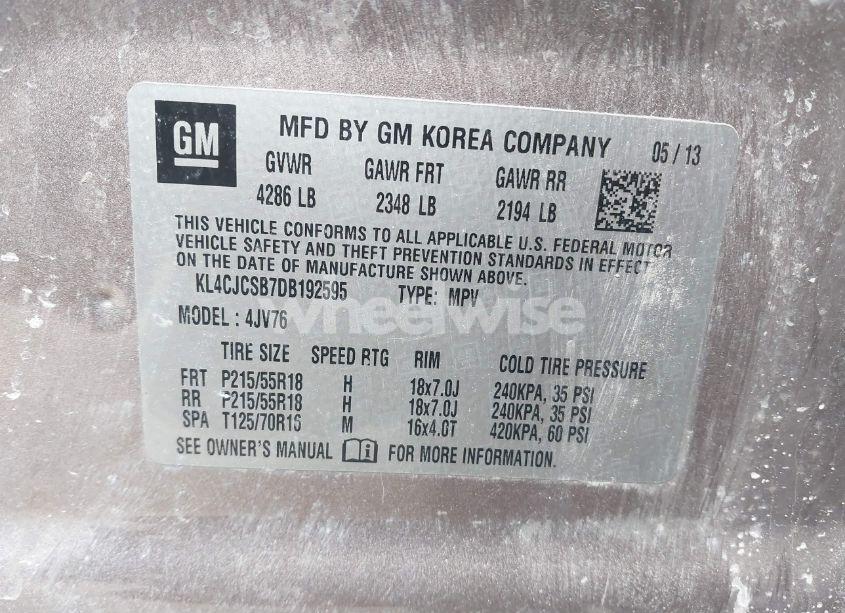 GM MFD BY GM KOREA COMPANY 05 / 13
GVWR GAWR FRT GAWR RR
4286 LB 2348 LB 2194 LB
THIS VEHICLE CONFORMS TO ALL APPLICABLE U.S. FEDERAL MOTOR
VEHICLE SAFETY AND THEFT PREVENTION STANDARDS IN EFFECT
ON THE DATE OF MANUFACTURE SHOWN ABOVE.
KL4CJCSB7DB192595 TYPE: MPV
MODEL : 4JV76
wheelwise
TIRE SIZE SPEED RTG RIM COLD TIRE PRESSURE
FRT P215/55R18 H 18x7.0J 240KPA, 35 PSI
RR P215/55R18 H 18x7.0J 240KPA, 35 PSI
SPA T125/70R16 M 16x4.0T 420KPA, 60 PSI
SEE OWNER'S MANUAL FOR MORE INFORMATION.